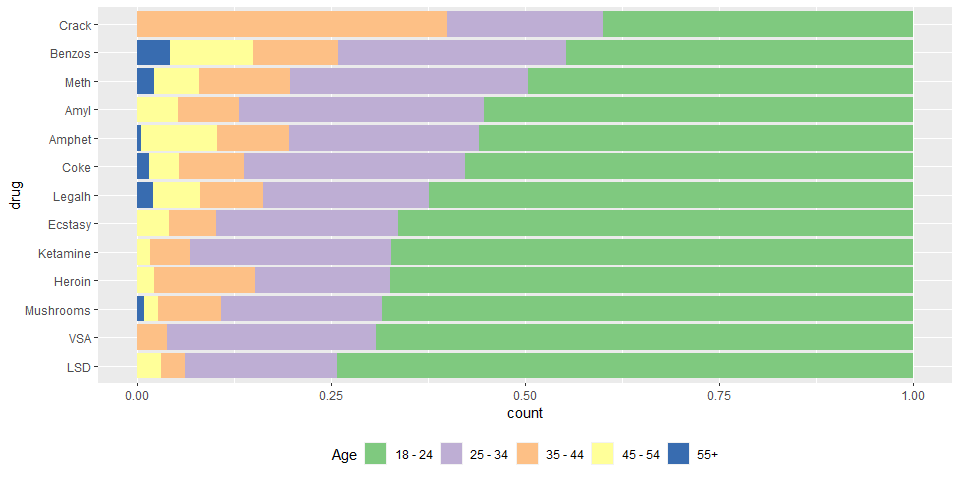 Crack
Benzos
Meth
Amyl
Amphet
Coke
Legalh
Ecstasy
Ketamine
Heroin
Mushrooms
VSA
LSD
drug
0.00 0.25 0.50 0.75 1.00
count
Age 18 - 24 25 - 34 35 - 44 45 - 54 55+